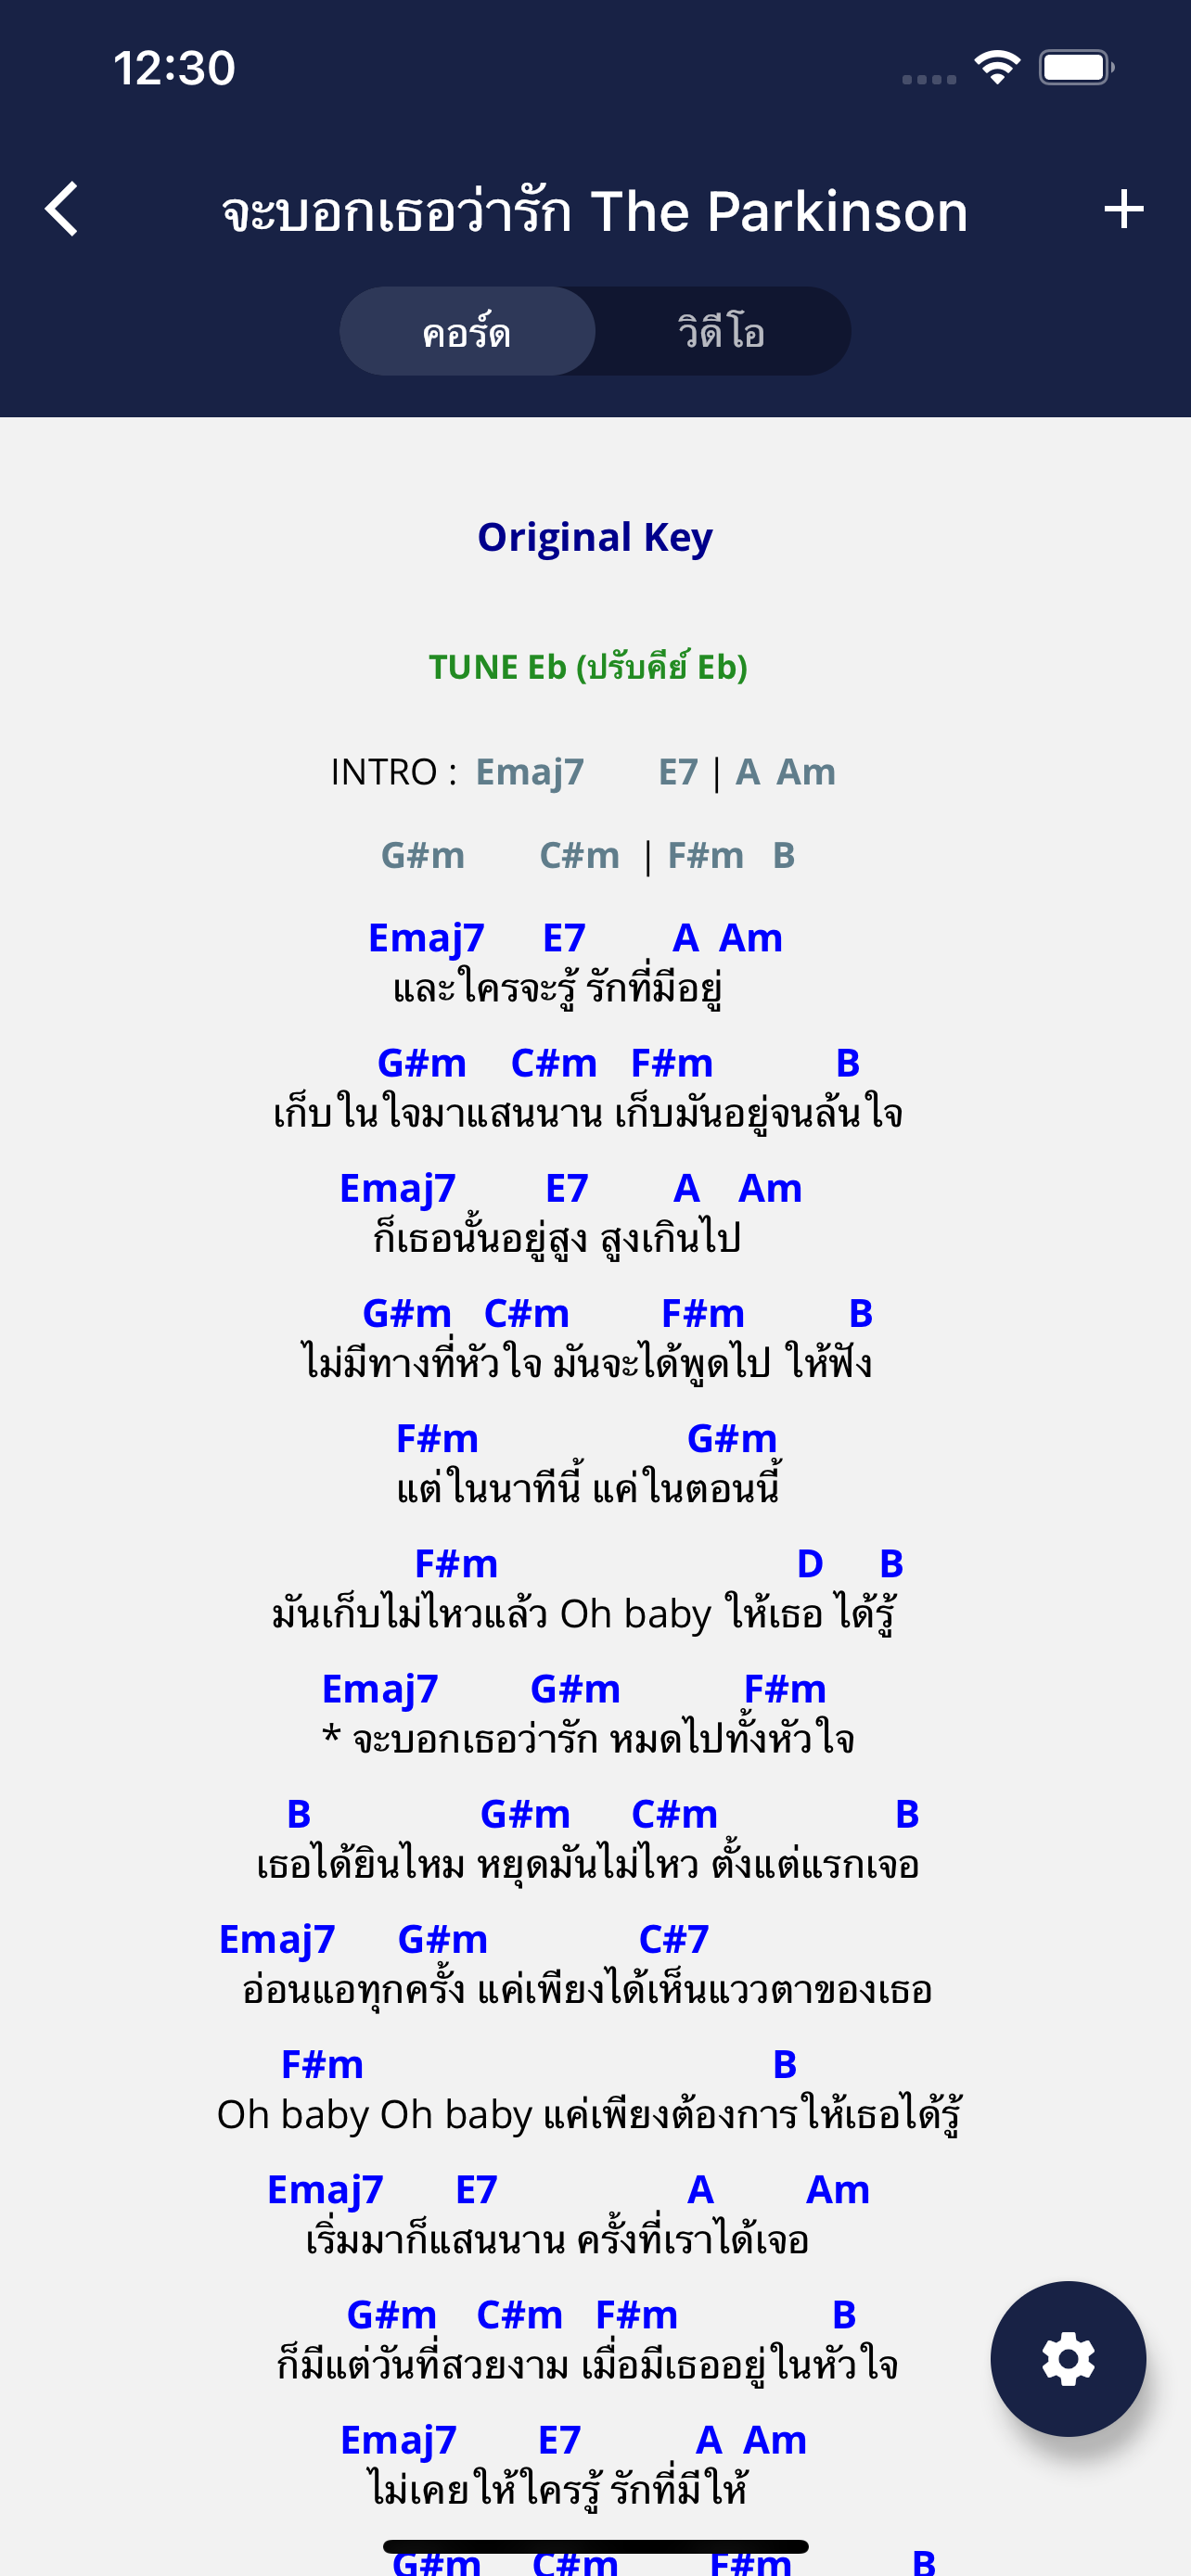 12:30
จะบอกเธอว่ารัก The Parkinson
คอร์ด วิดีโอ
Original Key
TUNE Eb (ปรับคีย์ Eb)
INTRO : Emaj7 E7 | A Am
G#m C#m | F#m B
Emaj7 E7 A Am
และใครจะรู้ รักที่มีอยู่
G#m C#m F#m B
เก็บในใจมาแสนนาน เก็บมันอยู่จนล้นใจ
Emaj7 E7 A Am
ก็เธอนั้นอยู่สูง สูงเกินไป
G#m C#m F#m B
ไม่มีทางที่หัวใจ มันจะได้พูดไป ให้ฟัง
F#m G#m
แต่ในนาทีนี้ แค่ในตอนนี้
F#m D B
มันเก็บไม่ไหวแล้ว Oh baby ให้เธอ ได้รู้
Emaj7 G#m F#m
* จะบอกเธอว่ารัก หมดไปทั้งหัวใจ
B G#m C#m B
เธอได้ยินไหม หยุดมันไม่ไหว ตั้งแต่แรกเจอ
Emaj7 G#m C#7
อ่อนแอทุกครั้ง แค่เพียงได้เห็นแววตาของเธอ
F#m B
Oh baby Oh baby แค่เพียงต้องการให้เธอได้รู้
Emaj7 E7 A Am
เริ่มมาก็แสนนาน ครั้งที่เราได้เจอ
G#m C#m F#m B
ก็มีแต่วันที่สวยงาม เมื่อมีเธออยู่ในหัวใจ
Emaj7 E7 A Am
ไม่เคยให้ใครรู้ รักที่มีให้
G#m C#m F#m B